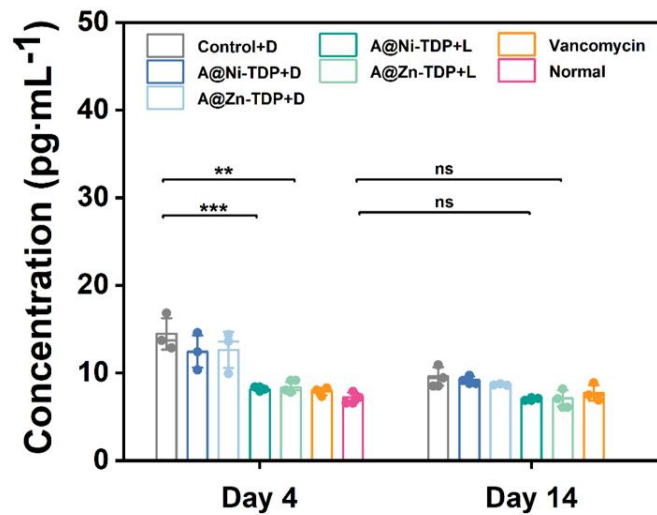 Concentration (pg·mL⁻¹)
50
40
30
20
10
0
Control+D
A@Ni-TDP+D
A@Zn-TDP+D
A@Ni-TDP+L
A@Zn-TDP+L
Vancomycin
Normal
**
***
ns
ns
Day 4
Day 14